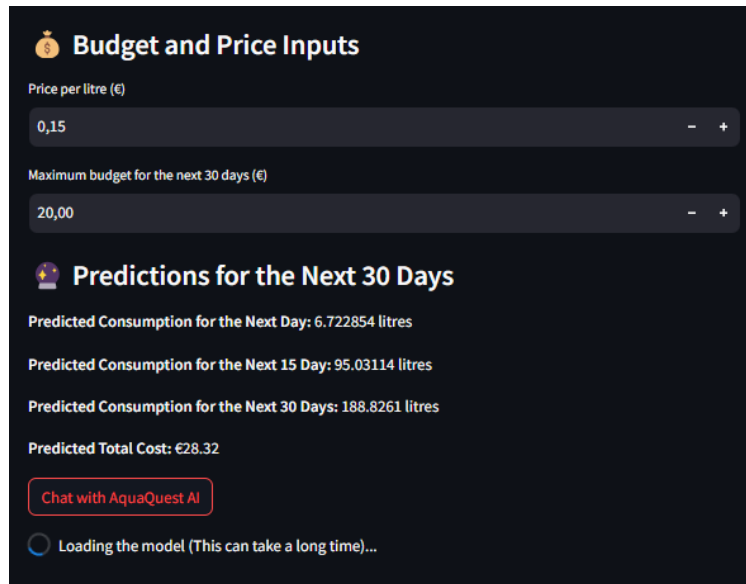 Budget and Price Inputs
Price per litre (€)
0,15
Maximum budget for the next 30 days (€)
20,00
Predictions for the Next 30 Days
Predicted Consumption for the Next Day: 6.722854 litres
Predicted Consumption for the Next 15 Day: 95.03114 litres
Predicted Consumption for the Next 30 Days: 188.8261 litres
Predicted Total Cost: €28.32
Chat with AquaQuest AI
Loading the model (This can take a long time)...